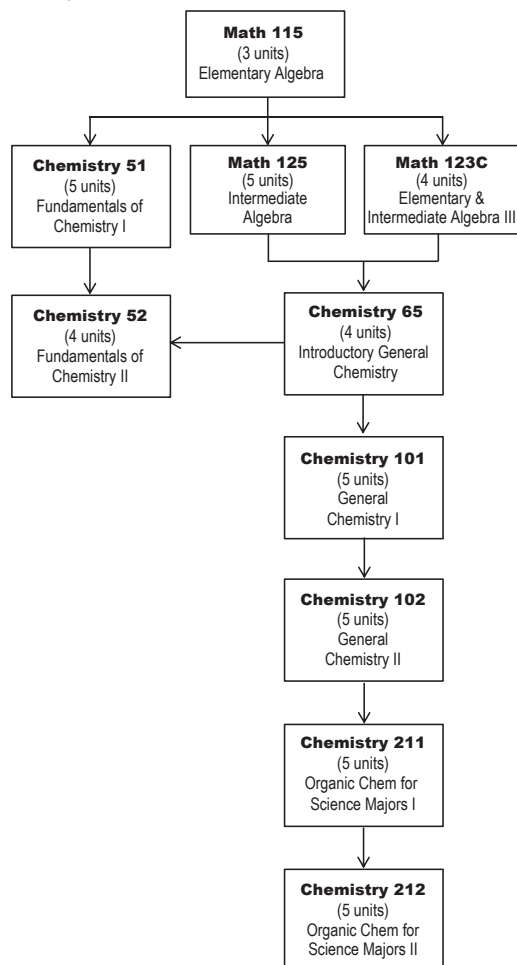 Math 115
(3 units)
Elementary Algebra
Chemistry 51
(5 units)
Fundamentals of
Chemistry I
Math 125
(5 units)
Intermediate
Algebra
Math 123C
(4 units)
Elementary &
Intermediate Algebra III
Chemistry 52
(4 units)
Fundamentals of
Chemistry II
Chemistry 65
(4 units)
Introductory General
Chemistry
Chemistry 101
(5 units)
General
Chemistry I
Chemistry 102
(5 units)
General
Chemistry II
Chemistry 211
(5 units)
Organic Chem for
Science Majors I
Chemistry 212
(5 units)
Organic Chem for
Science Majors II